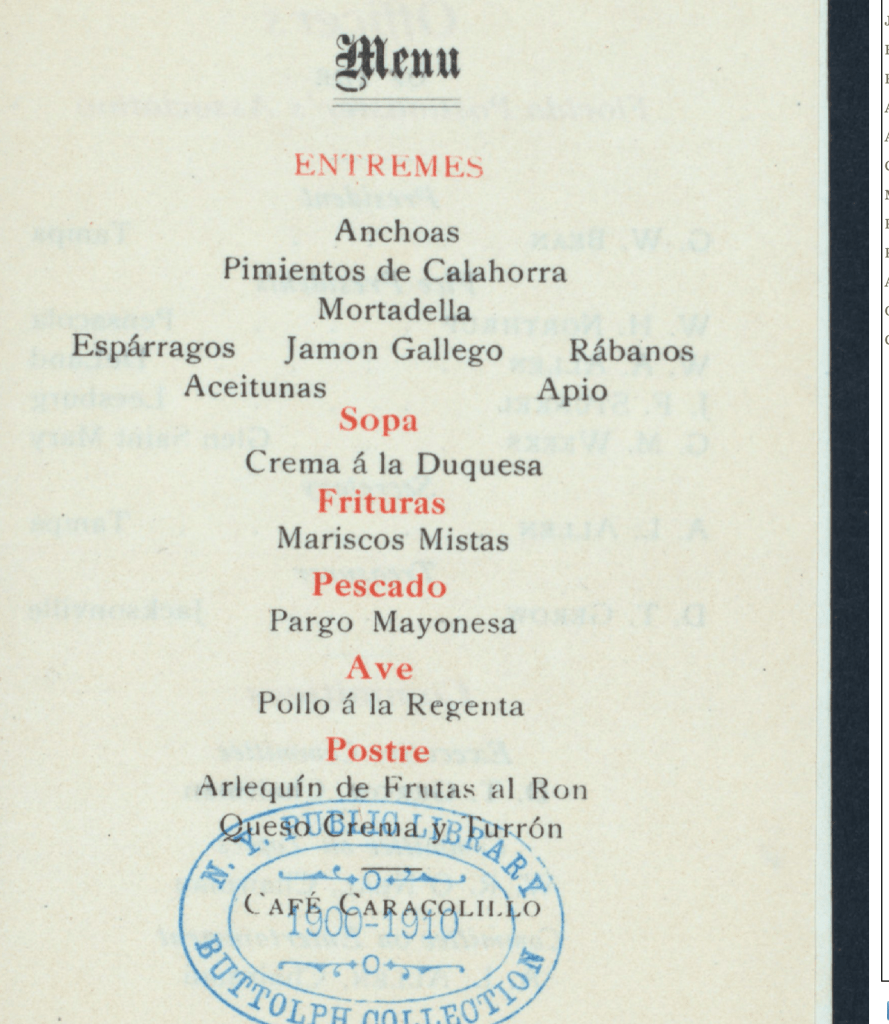 Menu
ENTREMES
Anchoas
Pimientos de Calahorra
Mortadella
Espárragos Jamon Gallego Rábanos
Aceitunas Apio
Sopa
Crema á la Duquesa
Frituras
Mariscos Mistas
Pescado
Pargo Mayonesa
Ave
Pollo á la Regenta
Postre
Arlequín de Frutas al Ron
Queso Crema y Turrón
CAFÉ CARACOLILLO
N. Y. PUBLIC LIBRARY
1900-1910
BUTTOLPH COLLECTION